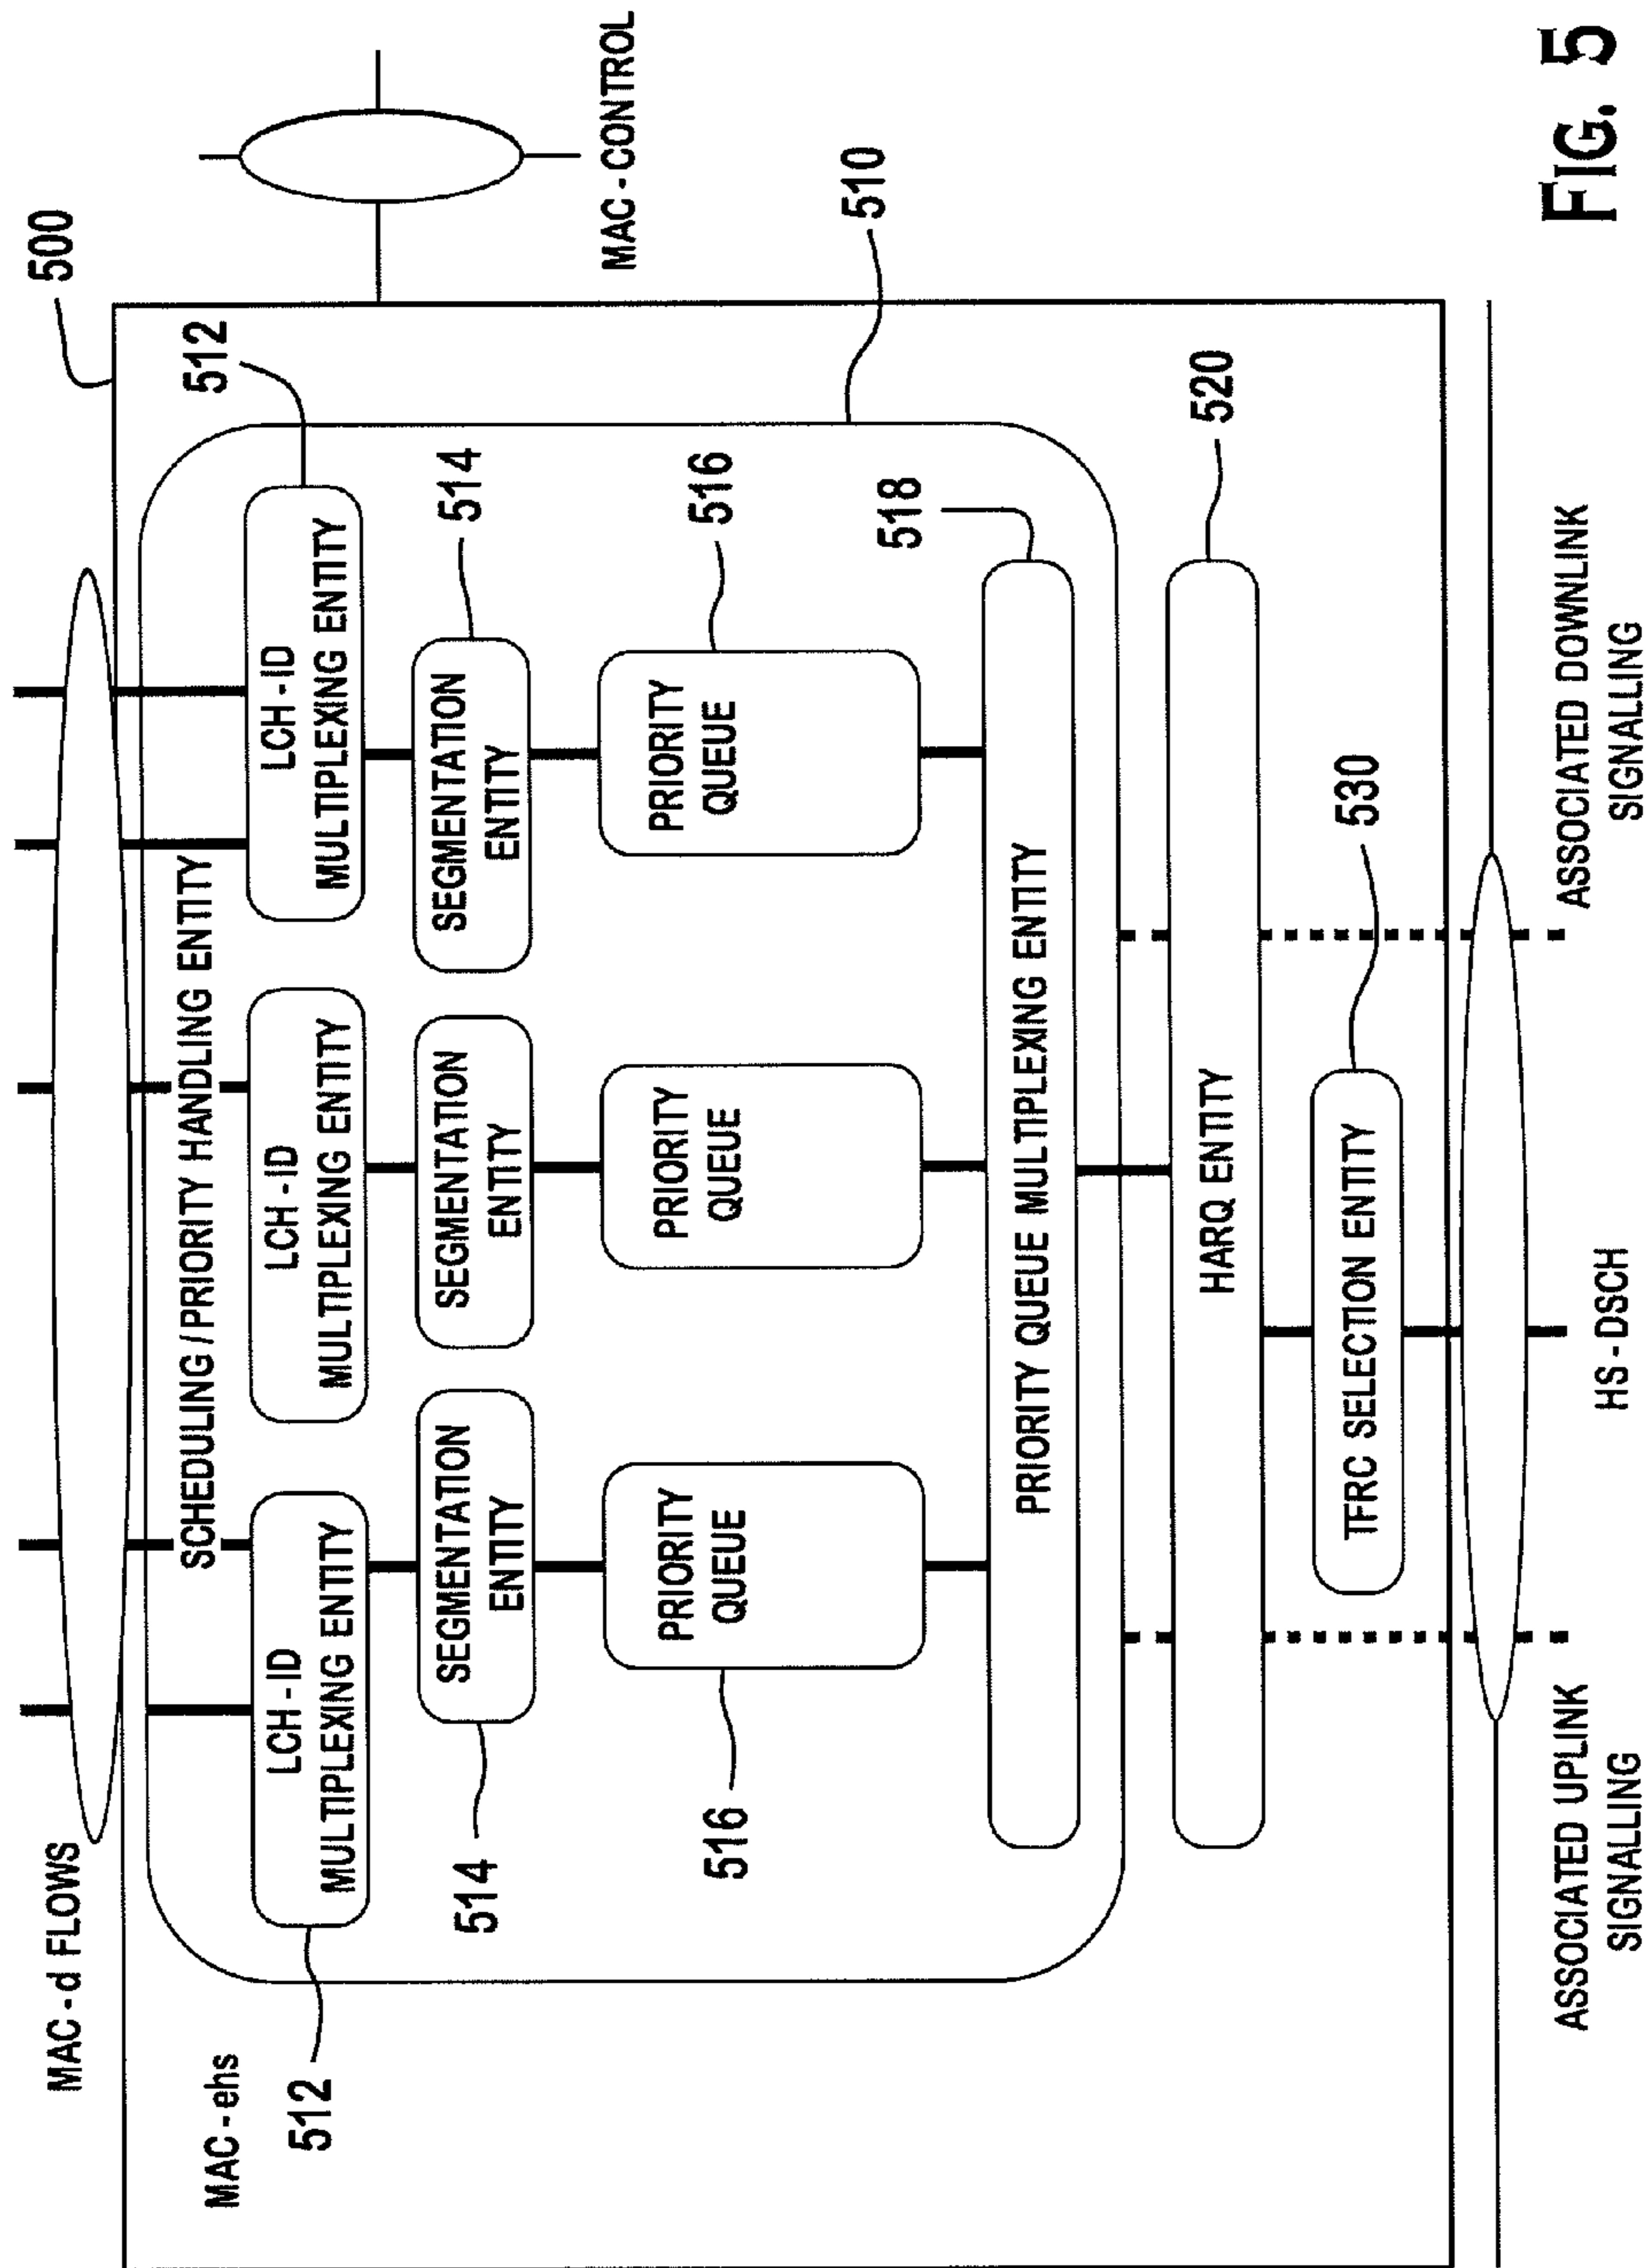 MAC-d FLOWS
500
MAC-ehs
SCHEDULING / PRIORITY HANDLING ENTITY
512
512
LCH-ID
MULTIPLEXING ENTITY
LCH-ID
MULTIPLEXING ENTITY
LCH-ID
MULTIPLEXING ENTITY
MAC-CONTROL
514
SEGMENTATION
ENTITY
SEGMENTATION
ENTITY
SEGMENTATION
ENTITY
514
516
PRIORITY
QUEUE
PRIORITY
QUEUE
PRIORITY
QUEUE
516
510
518
PRIORITY QUEUE MULTIPLEXING ENTITY
HARQ ENTITY
520
TFRC SELECTION ENTITY
530
ASSOCIATED UPLINK
SIGNALLING
HS-DSCH
ASSOCIATED DOWNLINK
SIGNALLING
FIG. 5